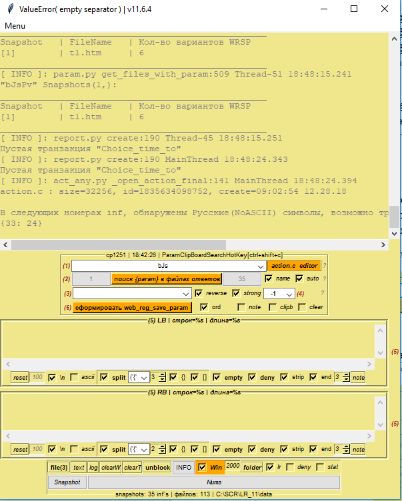 ValueError( empty separator ) | v11.6.4
Menu
Snapshot | FileName | Кол-во вариантов WRSP
[1] | t1.htm | 6
[ INFO ]: param.py get_files_with_param:509 Thread-51 18:48:15.241
"bJsPv" Snapshots(1,):
Snapshot | FileName | Кол-во вариантов WRSP
[1] | t1.htm | 6
[ INFO ]: report.py create:190 Thread-45 18:48:15.251
Пустая транзакция "Choice_time_to"
[ INFO ]: report.py create:190 MainThread 18:48:24.343
Пустая транзакция "Choice_time_to"
[ INFO ]: act_any.py _open_action_final:141 MainThread 18:48:24.394
action.c : size=32256, id=1835634098752, create=09:02:54 12.28.18
В следующих номерах inf, обнаружены Русские(NoASCII) символы, возможно тр
{33: 24}
cp1251 | 18:42:28 | ParamClipBoardSearchHotKey[ctrl+shift+c]
(1) bJs action.c editor
(2) 1 поиск {param} в файлах ответов 35 name auto ?
(3) reverse strong -1 (4) ?
(6) сформировать web_reg_save_param ord note clipb clear
(5) LB | строк=%s | длина=%s
(5)
reset 100 \n ascii split ('{' 3 {} [] empty deny strip end 3 note
(5) RB | строк=%s | длина=%s
(5)
reset 100 \n ascii split ('{' 2 {} [] empty deny strip end 3 note
file(3) text log clearW clearT unblock INFO Win 2000 folder lr deny stat
Snapshot Nums
snapshots: 35 inf's | файлов: 113 | C:\SCR\LR_11\data